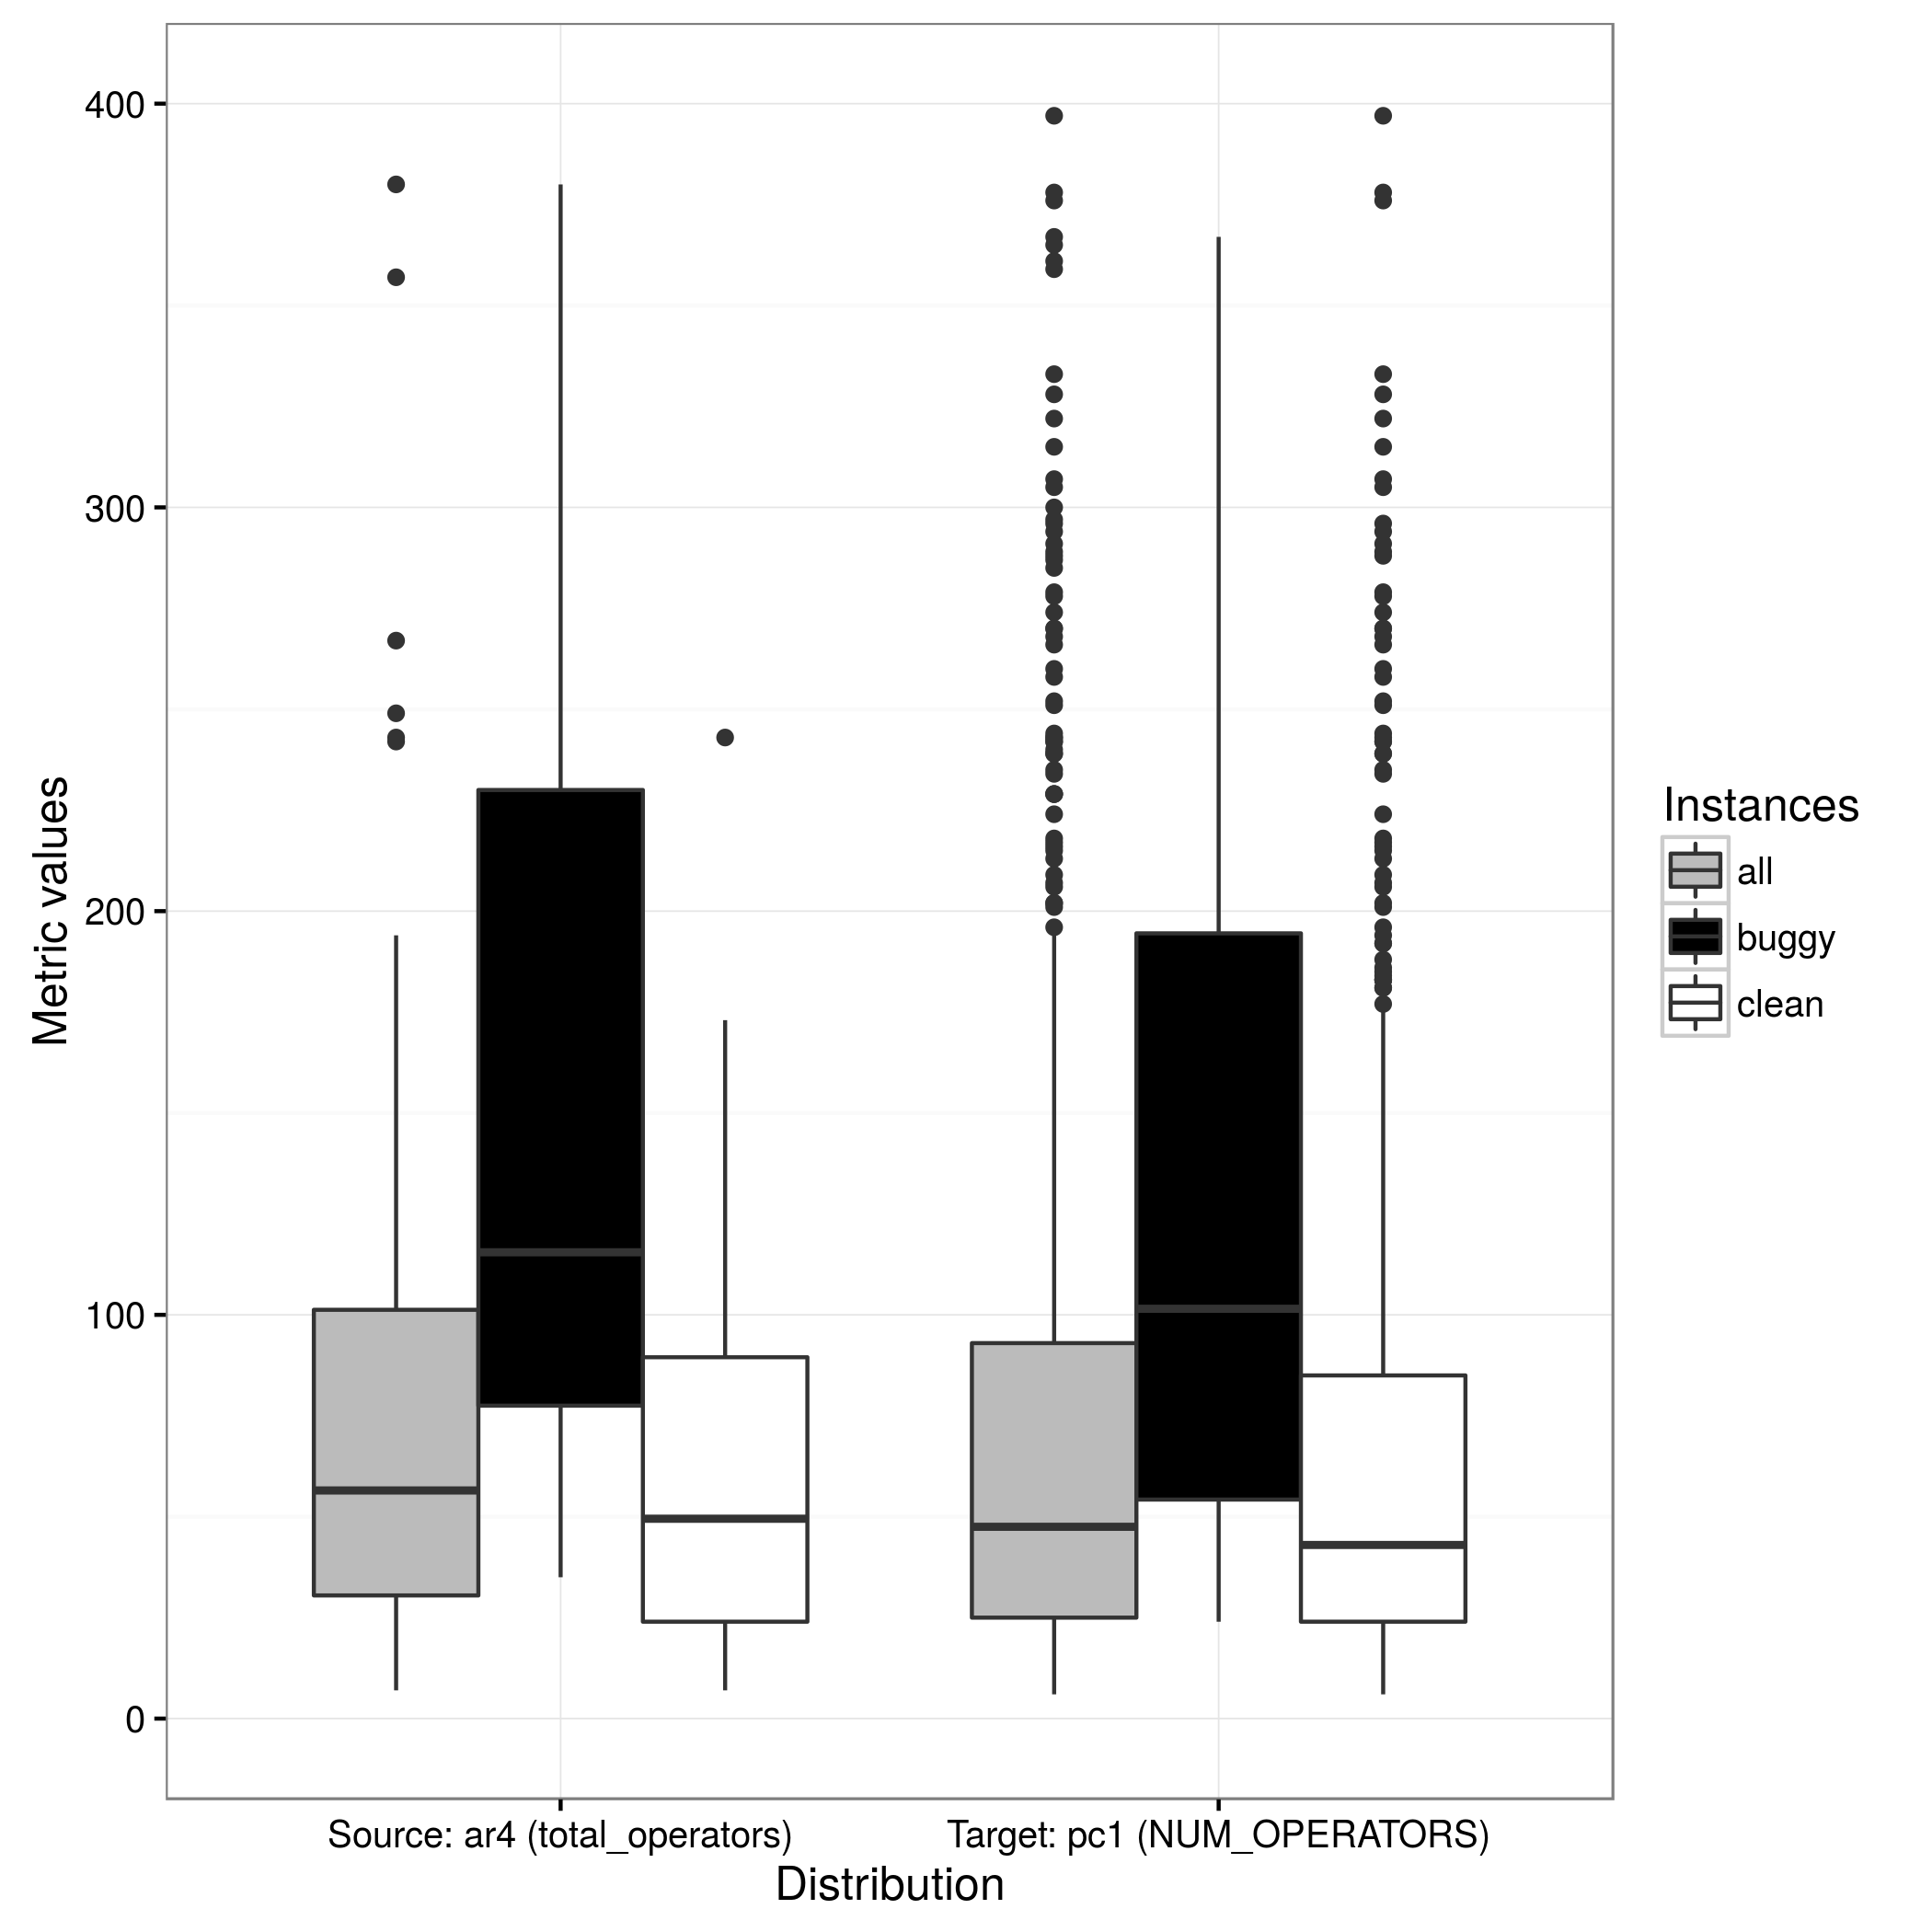 400
300
200
100
0
Metric values
Source: ar4 (total_operators)
Target: pc1 (NUM_OPERATORS)
Distribution
Instances
all
buggy
clean